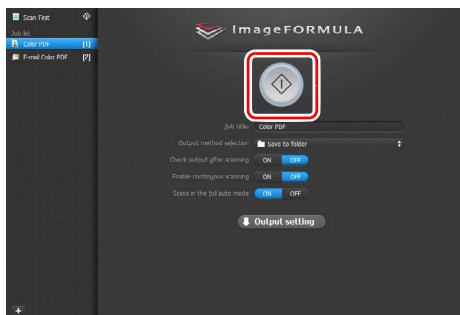 Scan First
Job list
Color PDF [1]
E-mail Color PDF [2]
imageFORMULA
Job title: Color PDF
Output method selection Save to folder
Check output after scanning ON OFF
Enable continuous scanning ON OFF
Scans in the full auto mode ON OFF
Output setting
+